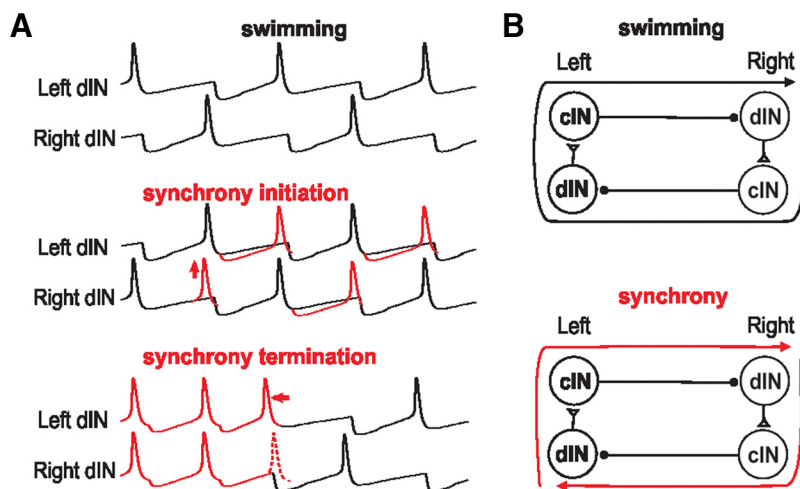 A
swimming
Left dIN
Right dIN
synchrony initiation
Left dIN
Right dIN
synchrony termination
Left dIN
Right dIN
B
swimming
Left Right
cIN dIN
dIN cIN
synchrony
Left Right
cIN dIN
dIN cIN